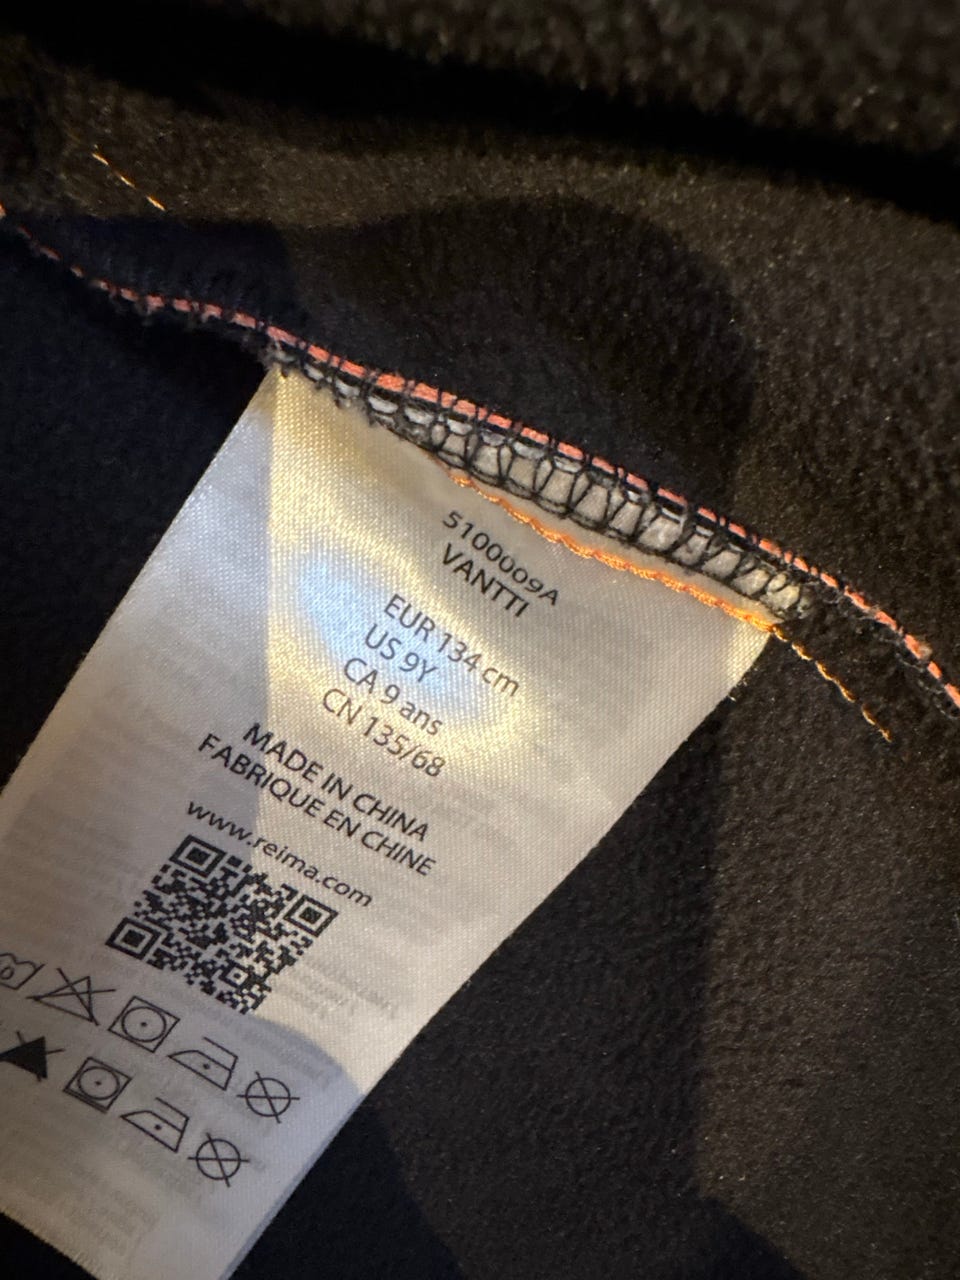 5100009A
VANTTI
EUR 134 cm
US 9Y
CA 9 ans
CN 135/68
MADE IN CHINA
FABRIQUE EN CHINE
www.reima.com